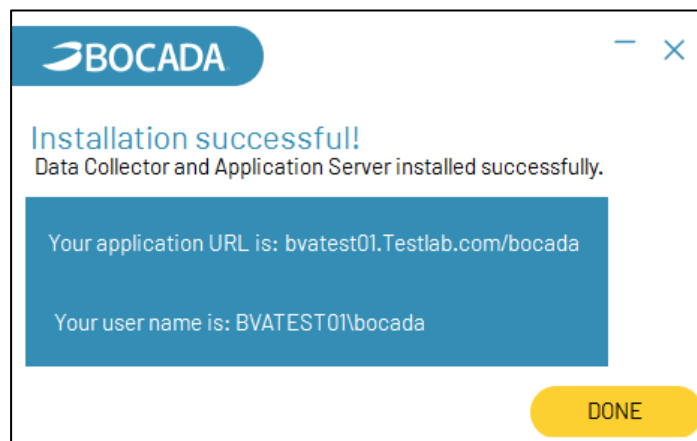 BOCADA
Installation successful!
Data Collector and Application Server installed successfully.
Your application URL is: bvatest01.Testlab.com/bocada
Your user name is: BVATEST01\bocada
DONE